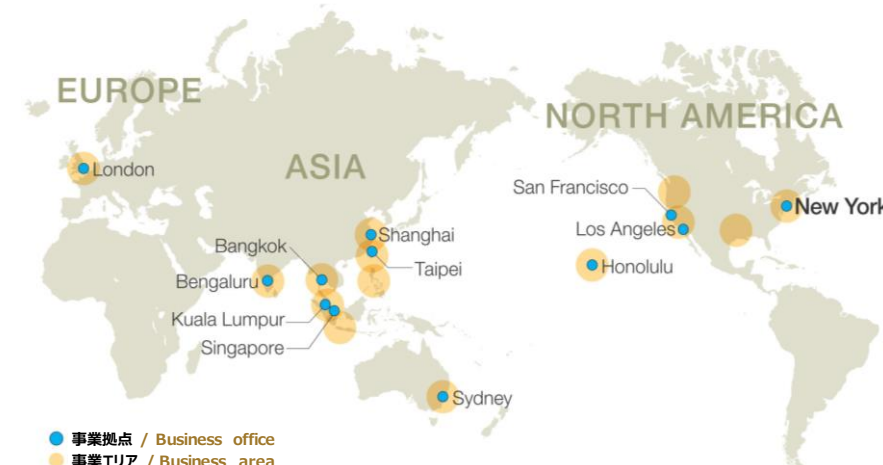 EUROPE
NORTH AMERICA
ASIA
London
San Francisco
New York
Los Angeles
Shanghai
Bangkok
Taipei
Honolulu
Bengaluru
Kuala Lumpur
Singapore
Sydney
事業拠点 / Business office
事業エリア / Business area